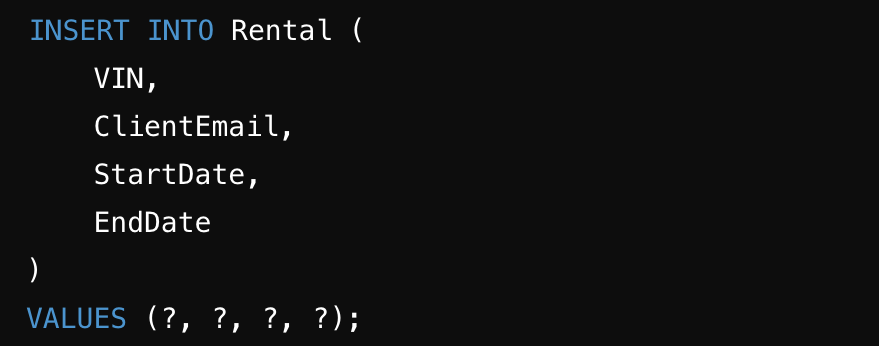 INSERT INTO Rental (
    VIN,
    ClientEmail,
    StartDate,
    EndDate
)
VALUES (?, ?, ?, ?);